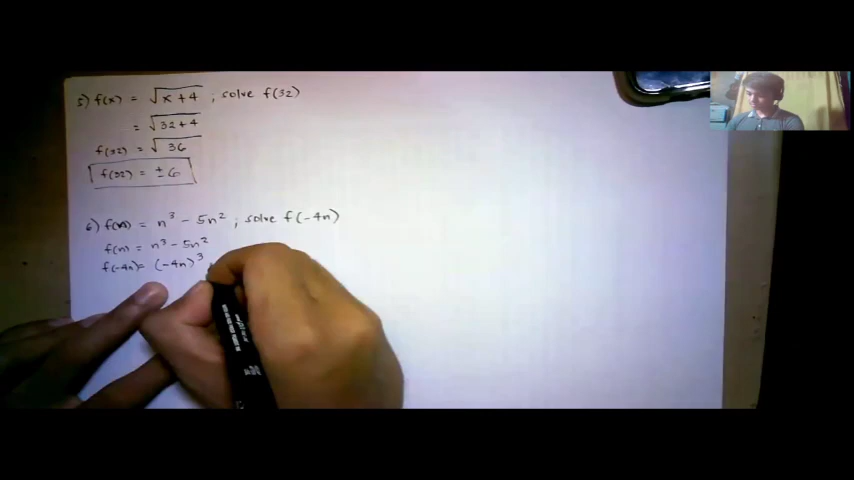 5) f(x) = √x+4 ; solve f(32)
= √32+4
f(32) = √36
f(32) = ±6
6) f(n) = n³ - 5n² ; solve f(-4n)
f(n) = n³ - 5n²
f(-4n) = (-4n)³